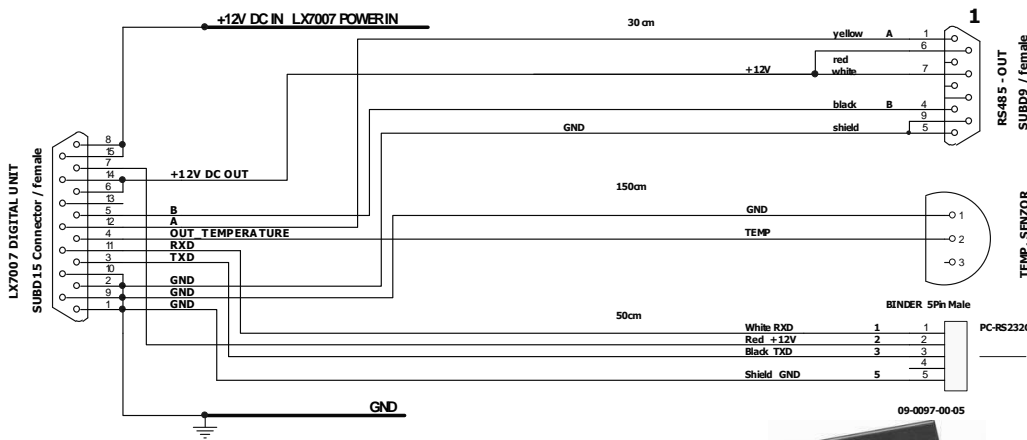 +12V DC IN LX7007 POWER IN
30 cm
1
yellow A 1
6
red
+12V white 7
black B 4
9
GND shield 5
RS485 - OUT
SUBD9 / female
LX7007 DIGITAL UNIT
SUBD15 Connector / female
8
15
7
14 +12V DC OUT
6
13
5 B
12 A
4 OUT_TEMPERATURE
11 RXD
3 TXD
10
2 GND
9 GND
1 GND
150cm
GND 1
TEMP 2
3
TEMP. SENZOR
BINDER 5Pin Male
50cm
White RXD 1 1
Red +12V 2 2
Black TXD 3 3
4
Shield GND 5 5
09-0097-00-05
GND